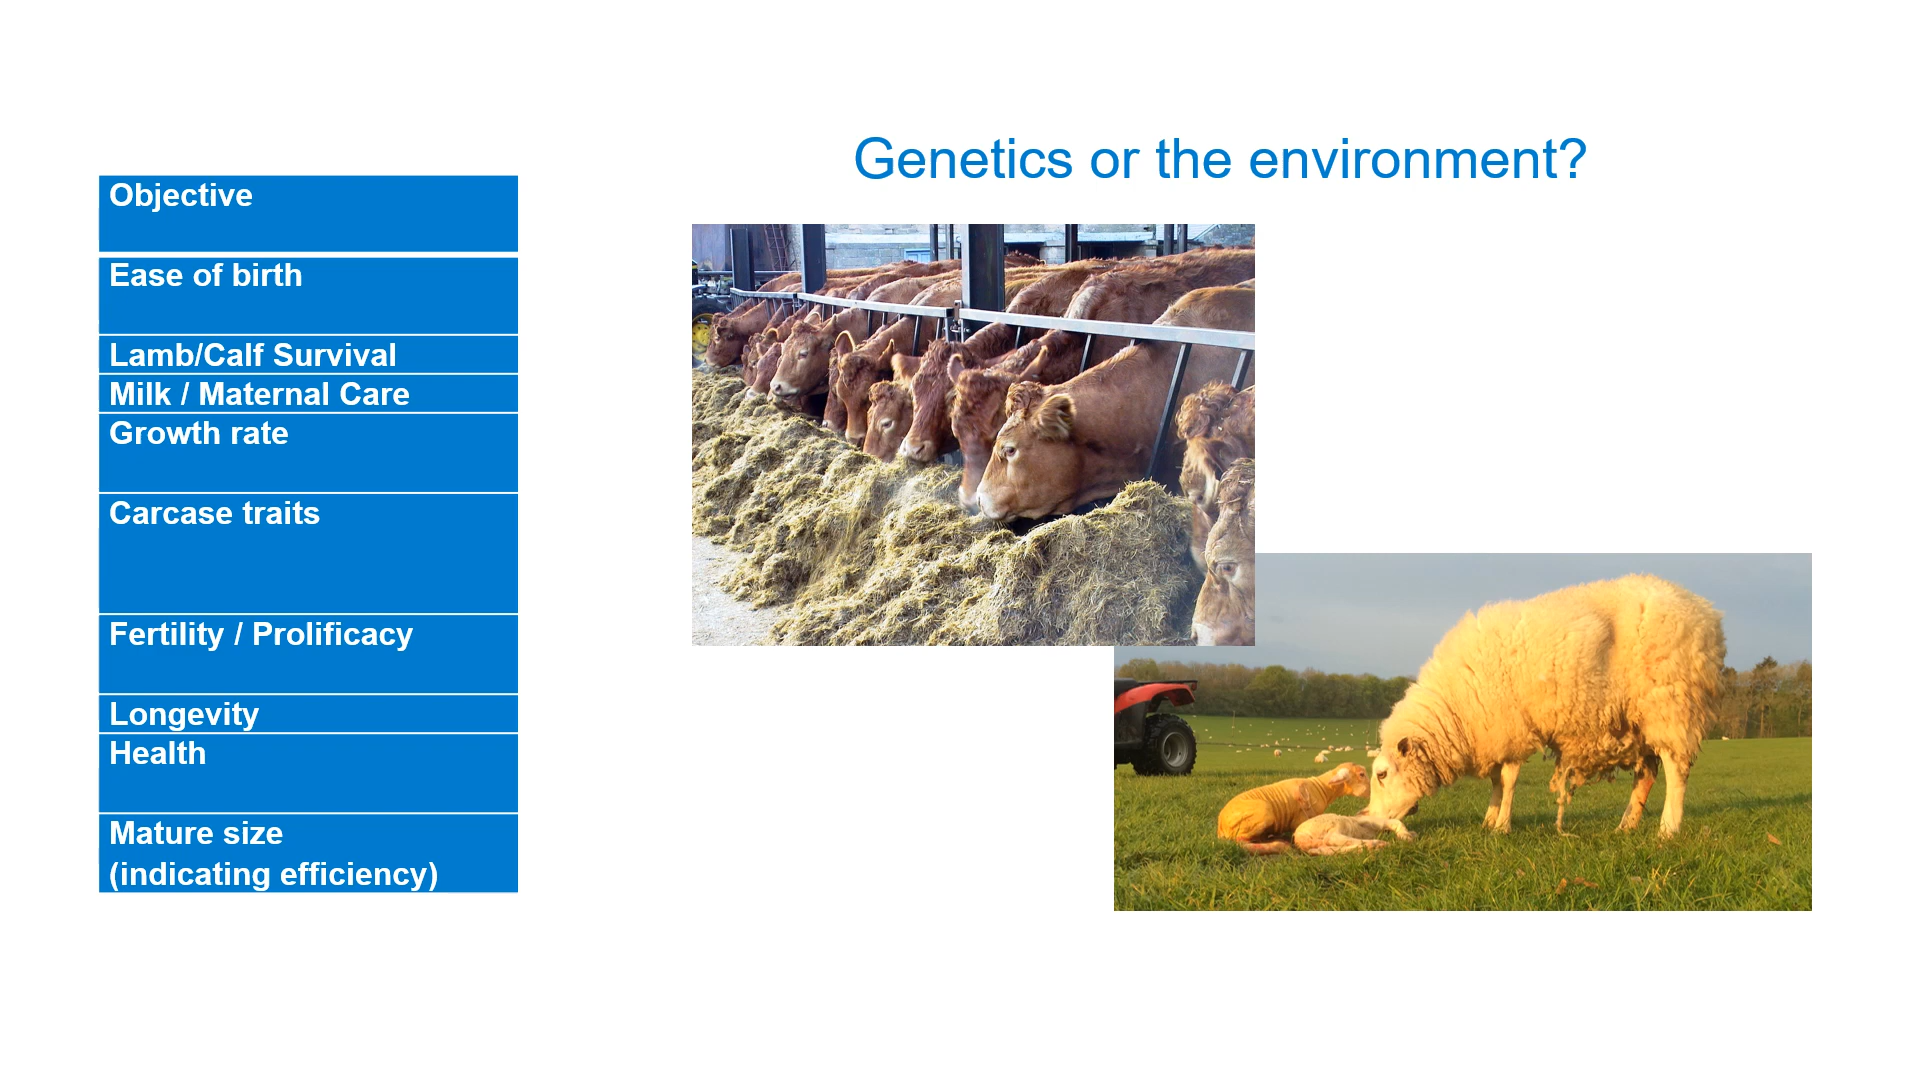 Genetics or the environment?
Objective
Ease of birth
Lamb/Calf Survival
Milk / Maternal Care
Growth rate
Carcase traits
Fertility / Prolificacy
Longevity
Health
Mature size
(indicating efficiency)